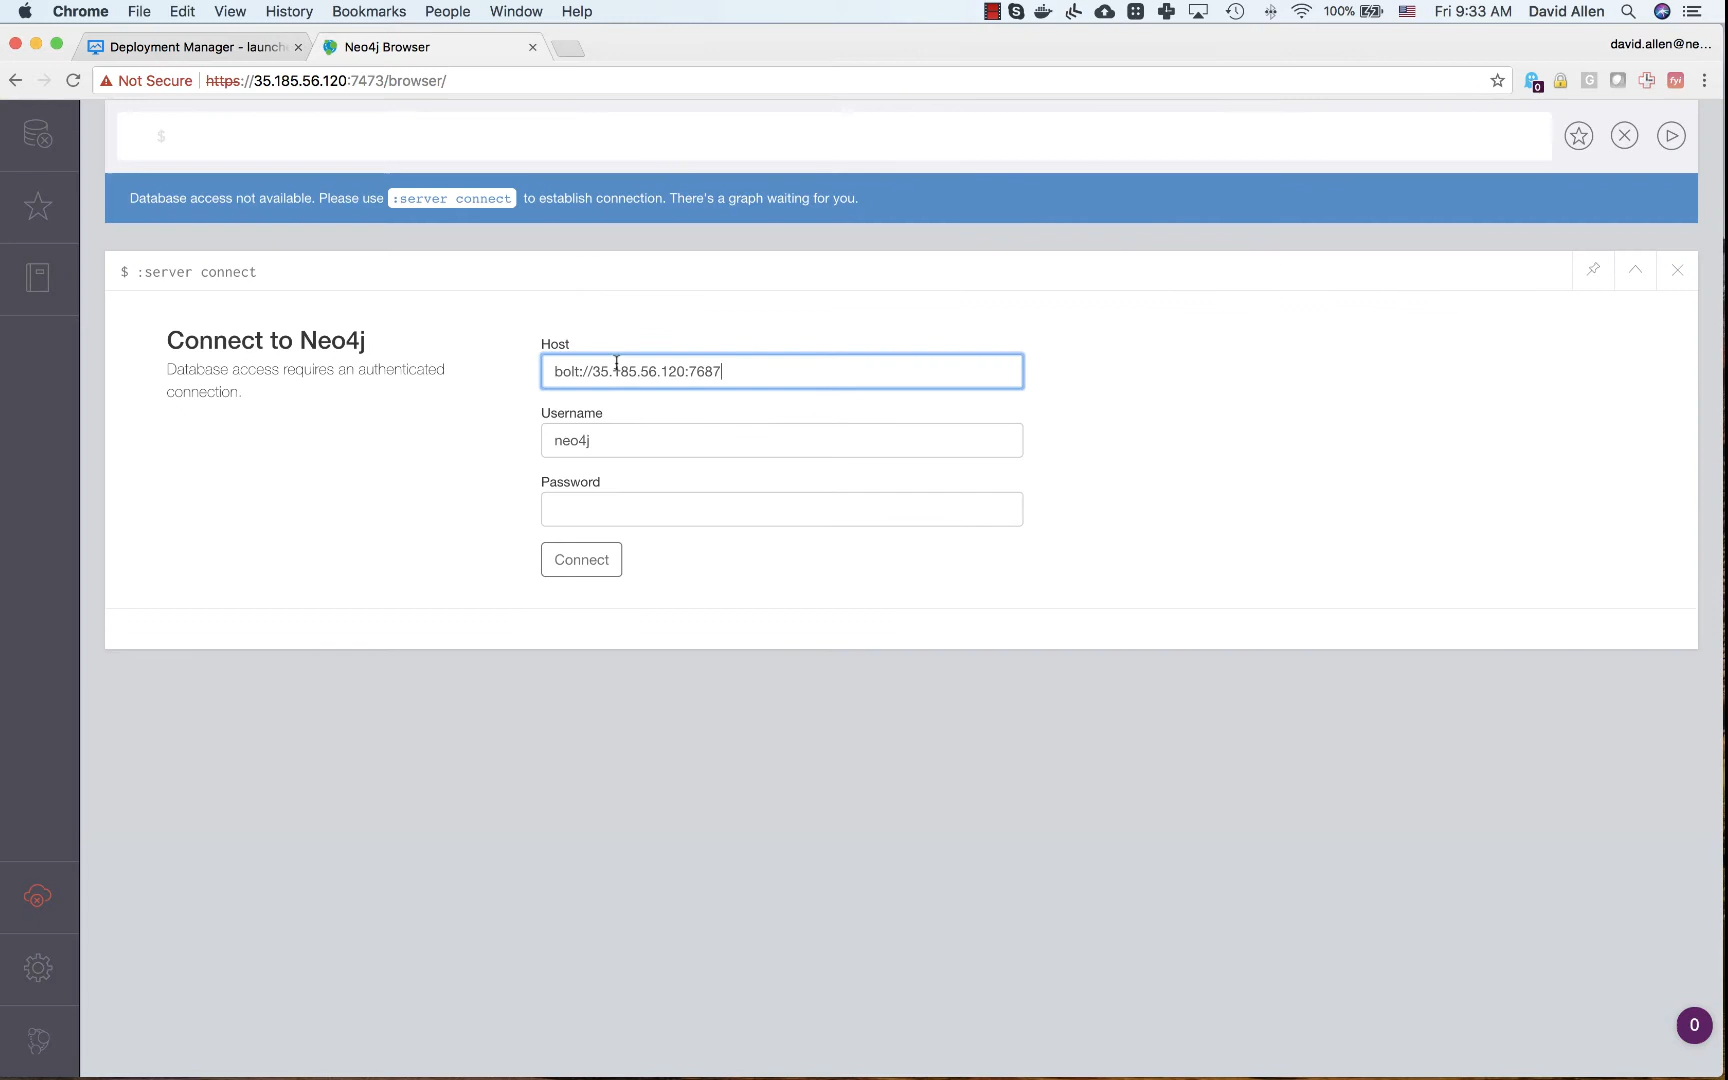 Chrome File Edit View History Bookmarks People Window Help 100% Fri 9:33 AM David Allen
Deployment Manager - launch Neo4j Browser david.allen@ne...
Not Secure https://35.185.56.120:7473/browser/ 0 G fyi
$
Database access not available. Please use :server connect to establish connection. There's a graph waiting for you.
$ :server connect
Connect to Neo4j
Database access requires an authenticated
connection.
Host
bolt://35.185.56.120:7687
Username
neo4j
Password
Connect
0